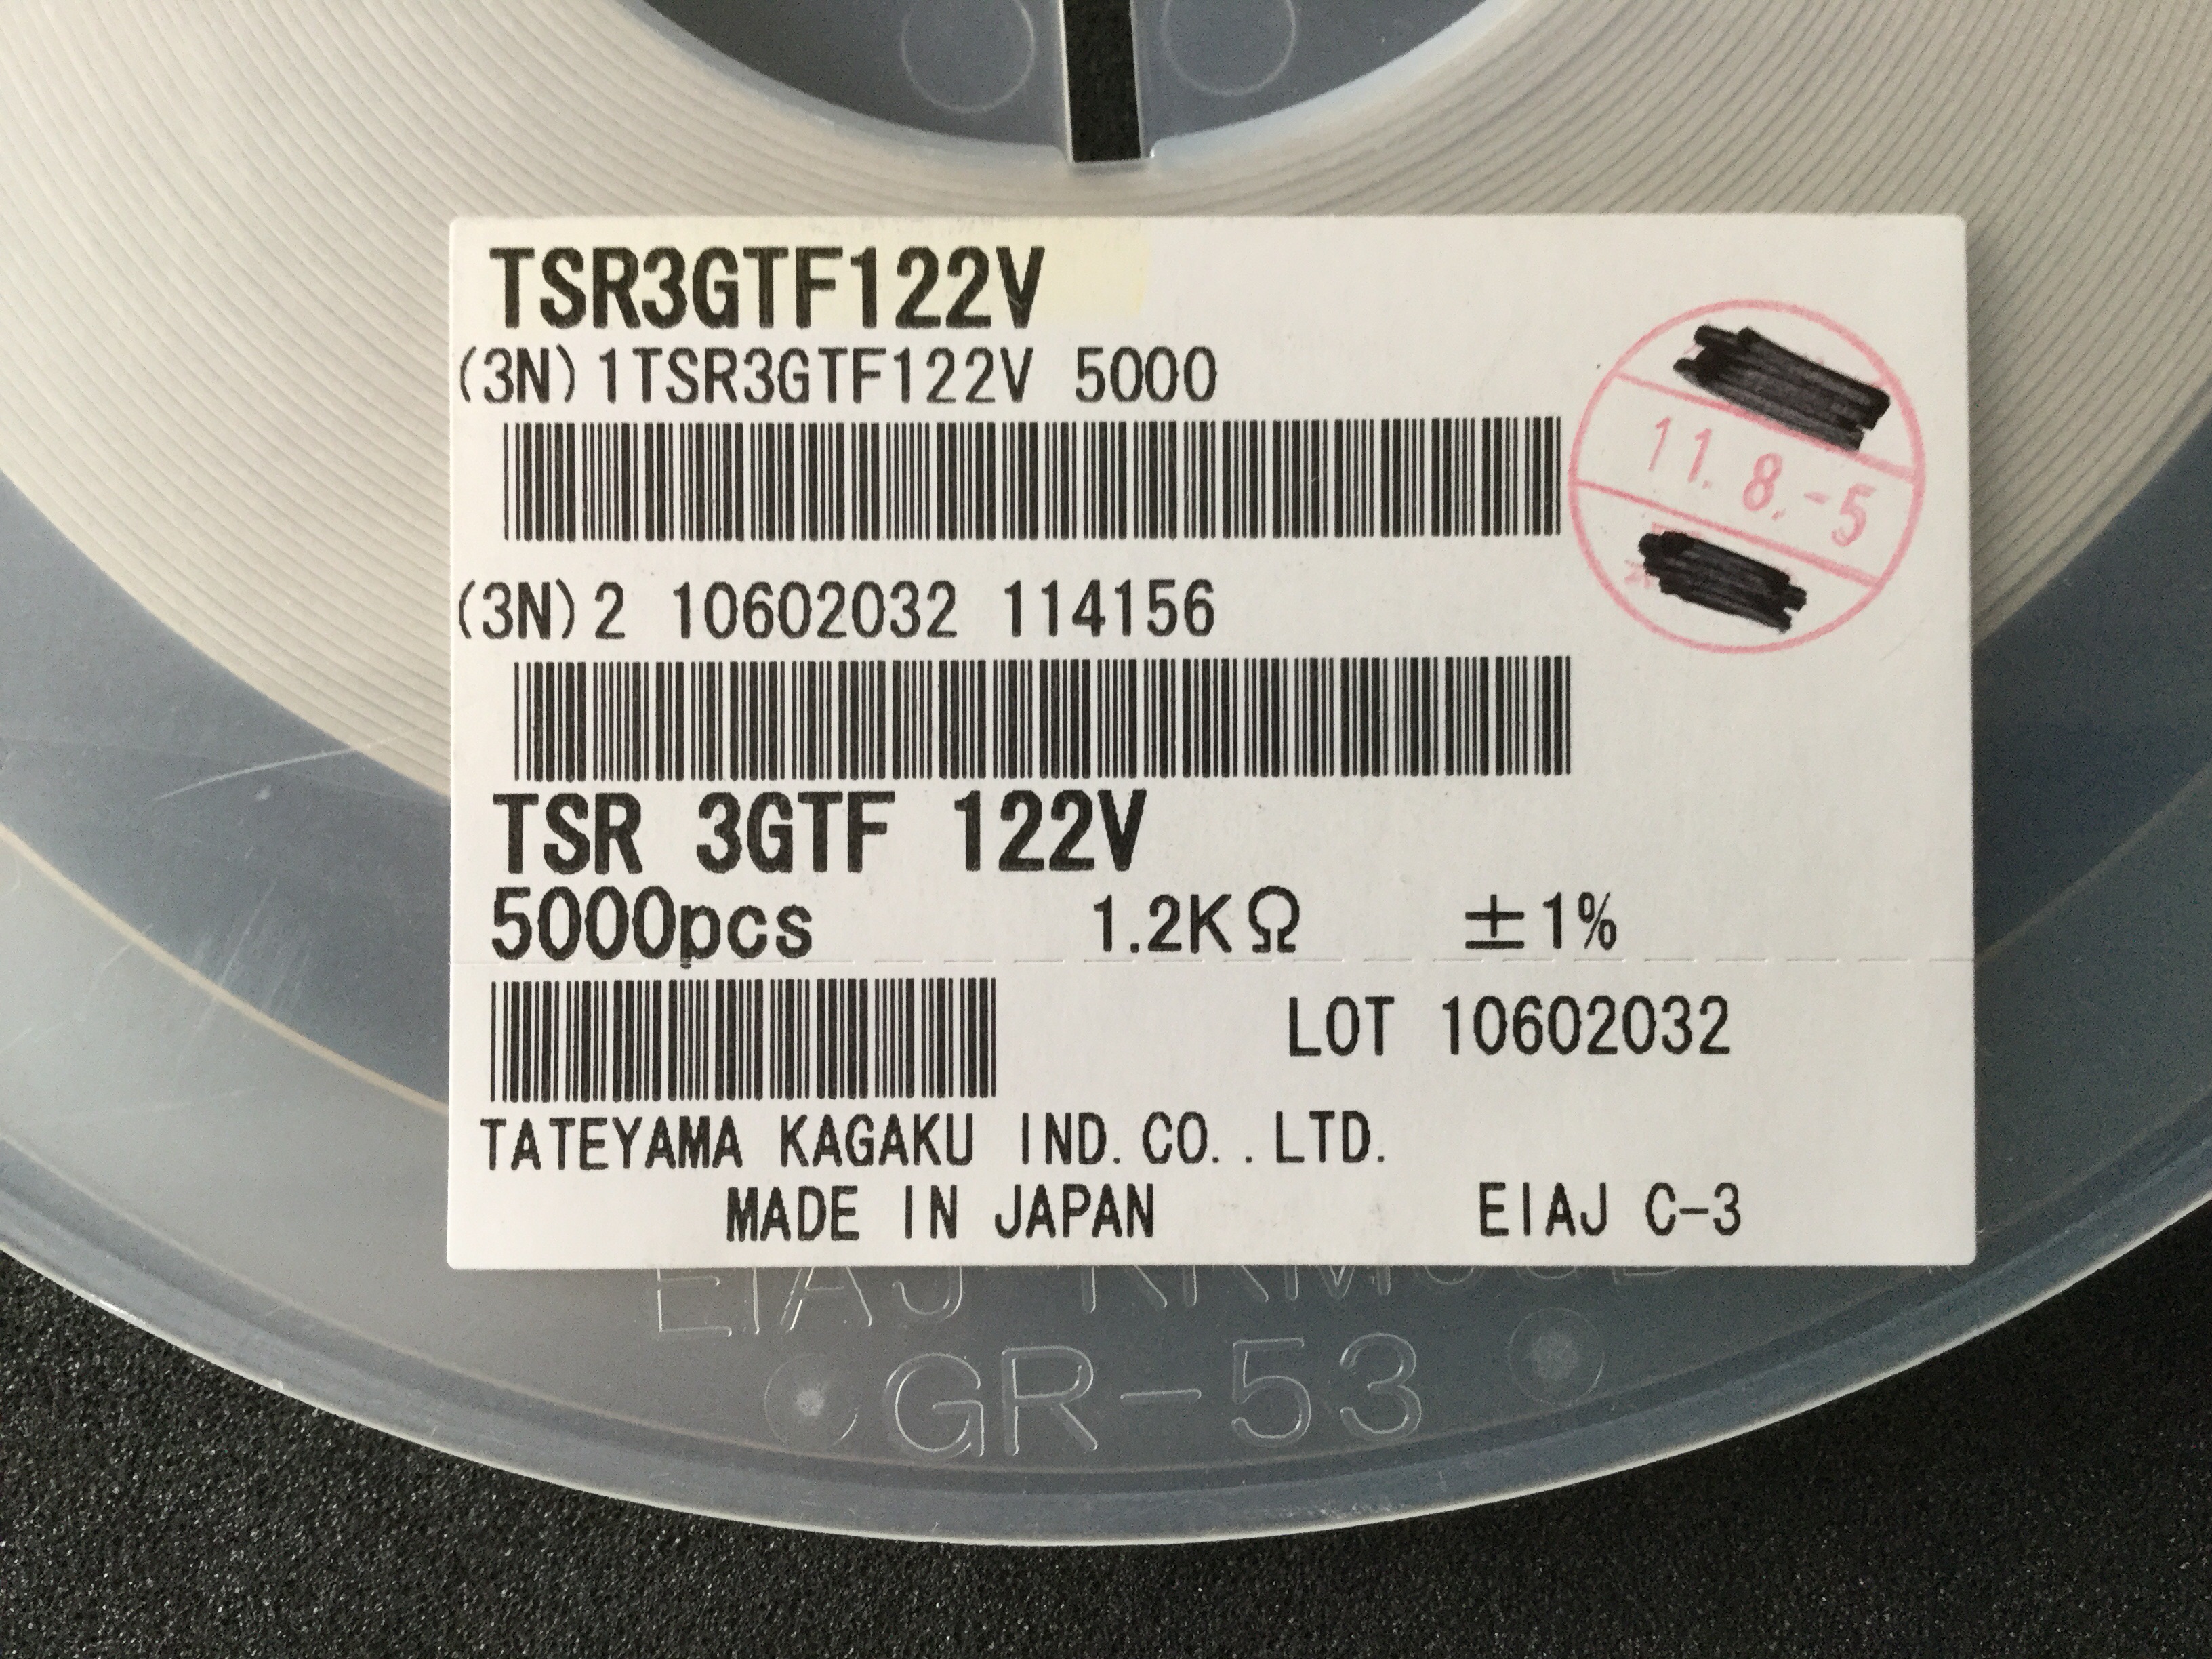 TSR3GTF122V
(3N)1TSR3GTF122V 5000
11.8.-5
(3N)2 10602032 114156
TSR 3GTF 122V
5000pcs 1.2KΩ ±1%
LOT 10602032
TATEYAMA KAGAKU IND.CO..LTD.
MADE IN JAPAN EIAJ C-3
EIAJ
GR-53